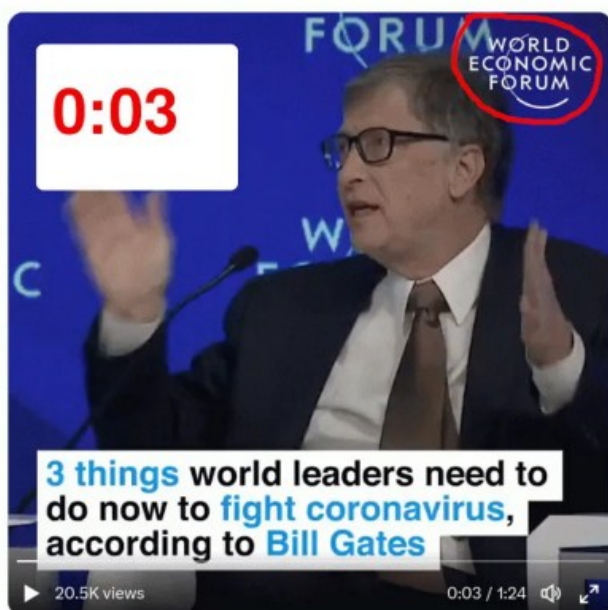 FORUM
WORLD
ECONOMIC
FORUM
0:03
W
C
3 things world leaders need to
do now to fight coronavirus,
according to Bill Gates
20.5K views
0:03 / 1:24